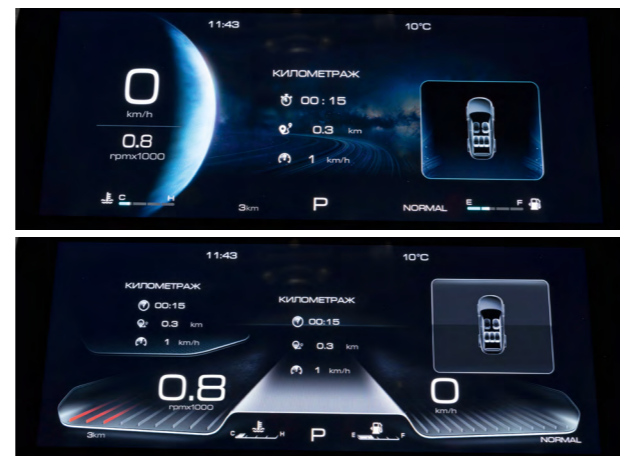 11:43 10°C
КИЛОМЕТРАЖ
0
km/h
00:15
0.3 km
0.8
rpmx1000
1 km/h
C H
3km P NORMAL E F
11:43 10°C
КИЛОМЕТРАЖ
00:15
0.3 km
1 km/h
КИЛОМЕТРАЖ
00:15
0.3 km
1 km/h
0.8
rpmx1000
0
km/h
C H P E F
3km NORMAL